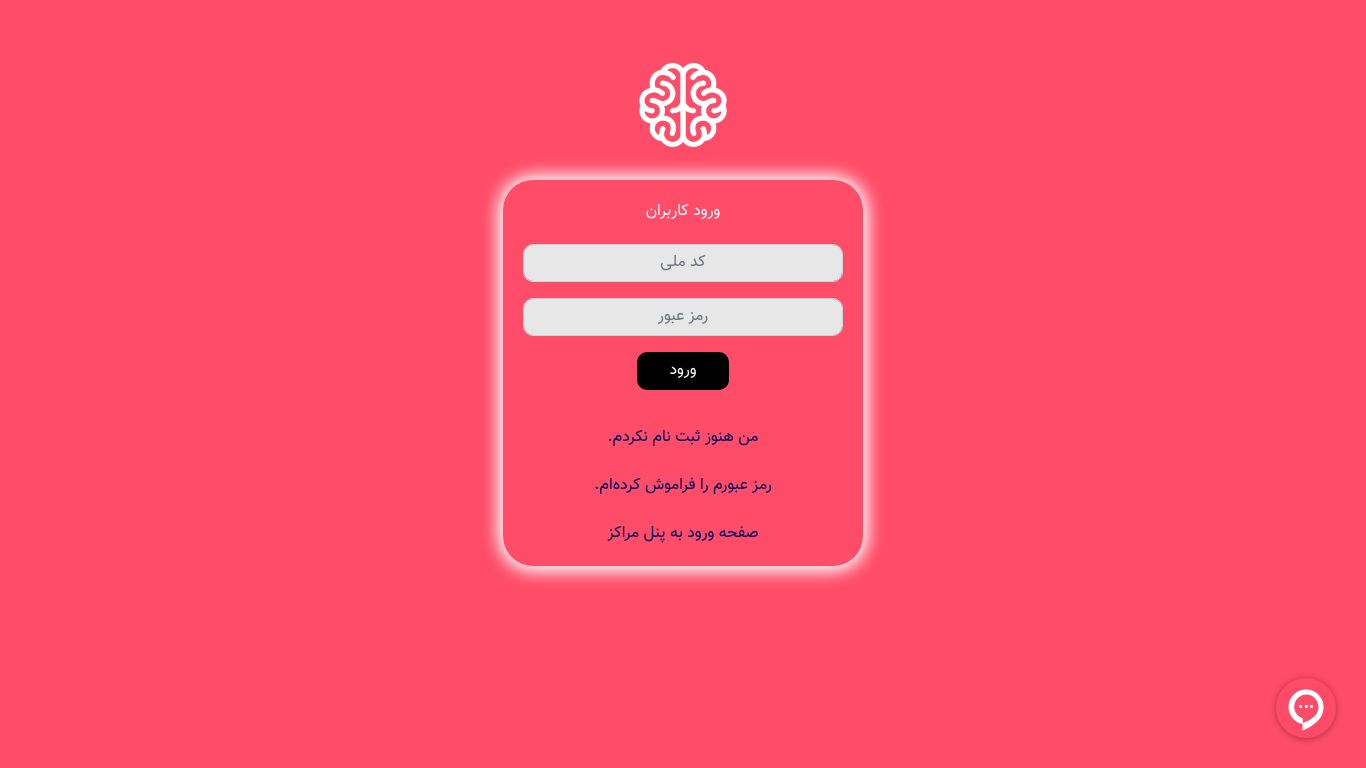 ورود کاربران
کد ملی
رمز عبور
ورود
من هنوز ثبت نام نکردم.
رمز عبورم را فراموش کرده‌ام.
صفحه ورود به پنل مراکز